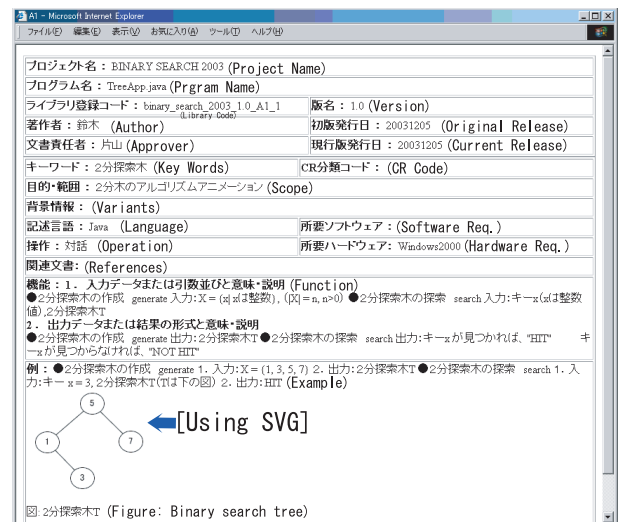 A1 - Microsoft Internet Explorer
ファイル(F) 編集(E) 表示(V) お気に入り(A) ツール(T) ヘルプ(H)
プロジェクト名： BINARY SEARCH 2003 (Project Name)
プログラム名： TreeApp.java (Prgram Name)
ライブラリ登録コード： binary_search_2003_1.0_A1_1 版名： 1.0 (Version)
(Library Code)
著作者： 鈴木 (Author) 初版発行日： 20031205 (Original Release)
文書責任者： 片山 (Approver) 現行版発行日： 20031205 (Current Release)
キーワード： 2分探索木 (Key Words) CR分類コード： (CR Code)
目的・範囲： 2分木のアルゴリズムアニメーション (Scope)
背景情報： (Variants)
記述言語： Java (Language) 所要ソフトウェア： (Software Req.)
操作： 対話 (Operation) 所要ハードウェア： Windows2000 (Hardware Req.)
関連文書： (References)
機能：1． 入力データまたは引数並びと意味・説明 (Function)
●2分探索木の作成 generate 入力：X = (x| xは整数), (|X| = n, n>0) ●2分探索木の探索 search 入力：キーx(xは整数
値),2分探索木T
2．出力データまたは結果の形式と意味・説明
●2分探索木の作成 generate 出力：2分探索木T●2分探索木の探索 search 出力：キーxが見つかれば、"HIT" キ
ーxが見つからなければ、"NOT HIT"
例：●2分探索木の作成 generate 1．入力：X = (1, 3, 5, 7) 2．出力：2分探索木T●2分探索木の探索 search 1．入
力：キー x = 3, 2分探索木T(Tは下の図) 2．出力：HIT (Example)
5
[Using SVG]
1 7
3
図: 2分探索木T (Figure: Binary search tree)